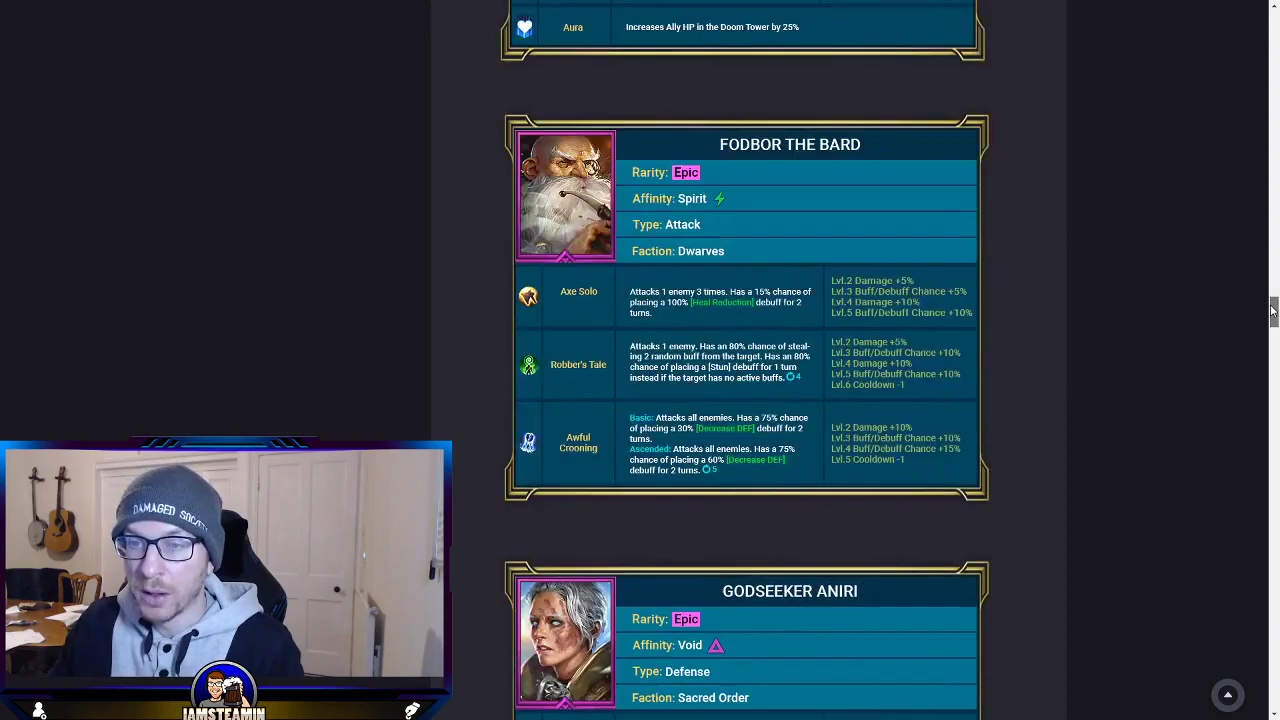 Aura
Increases Ally HP in the Doom Tower by 25%
FODBOR THE BARD
Rarity: Epic
Affinity: Spirit
Type: Attack
Faction: Dwarves
Axe Solo
Attacks 1 enemy 3 times. Has a 15% chance of
placing a 100% [Heal Reduction] debuff for 2
turns.
Lvl.2 Damage +5%
Lvl.3 Buff/Debuff Chance +5%
Lvl.4 Damage +10%
Lvl.5 Buff/Debuff Chance +10%
Robber's Tale
Attacks 1 enemy. Has an 80% chance of steal-
ing 2 random buff from the target. Has an 80%
chance of placing a [Stun] debuff for 1 turn
instead if the target has no active buffs. 4
Lvl.2 Damage +5%
Lvl.3 Buff/Debuff Chance +10%
Lvl.4 Damage +10%
Lvl.5 Buff/Debuff Chance +10%
Lvl.6 Cooldown -1
Awful
Crooning
Basic: Attacks all enemies. Has a 75% chance
of placing a 30% [Decrease DEF] debuff for 2
turns.
Ascended: Attacks all enemies. Has a 75%
chance of placing a 60% [Decrease DEF]
debuff for 2 turns. 5
Lvl.2 Damage +10%
Lvl.3 Buff/Debuff Chance +10%
Lvl.4 Buff/Debuff Chance +15%
Lvl.5 Cooldown -1
GODSEEKER ANIRI
Rarity: Epic
Affinity: Void
Type: Defense
Faction: Sacred Order
DAMAGED
IAMSTEAMIN